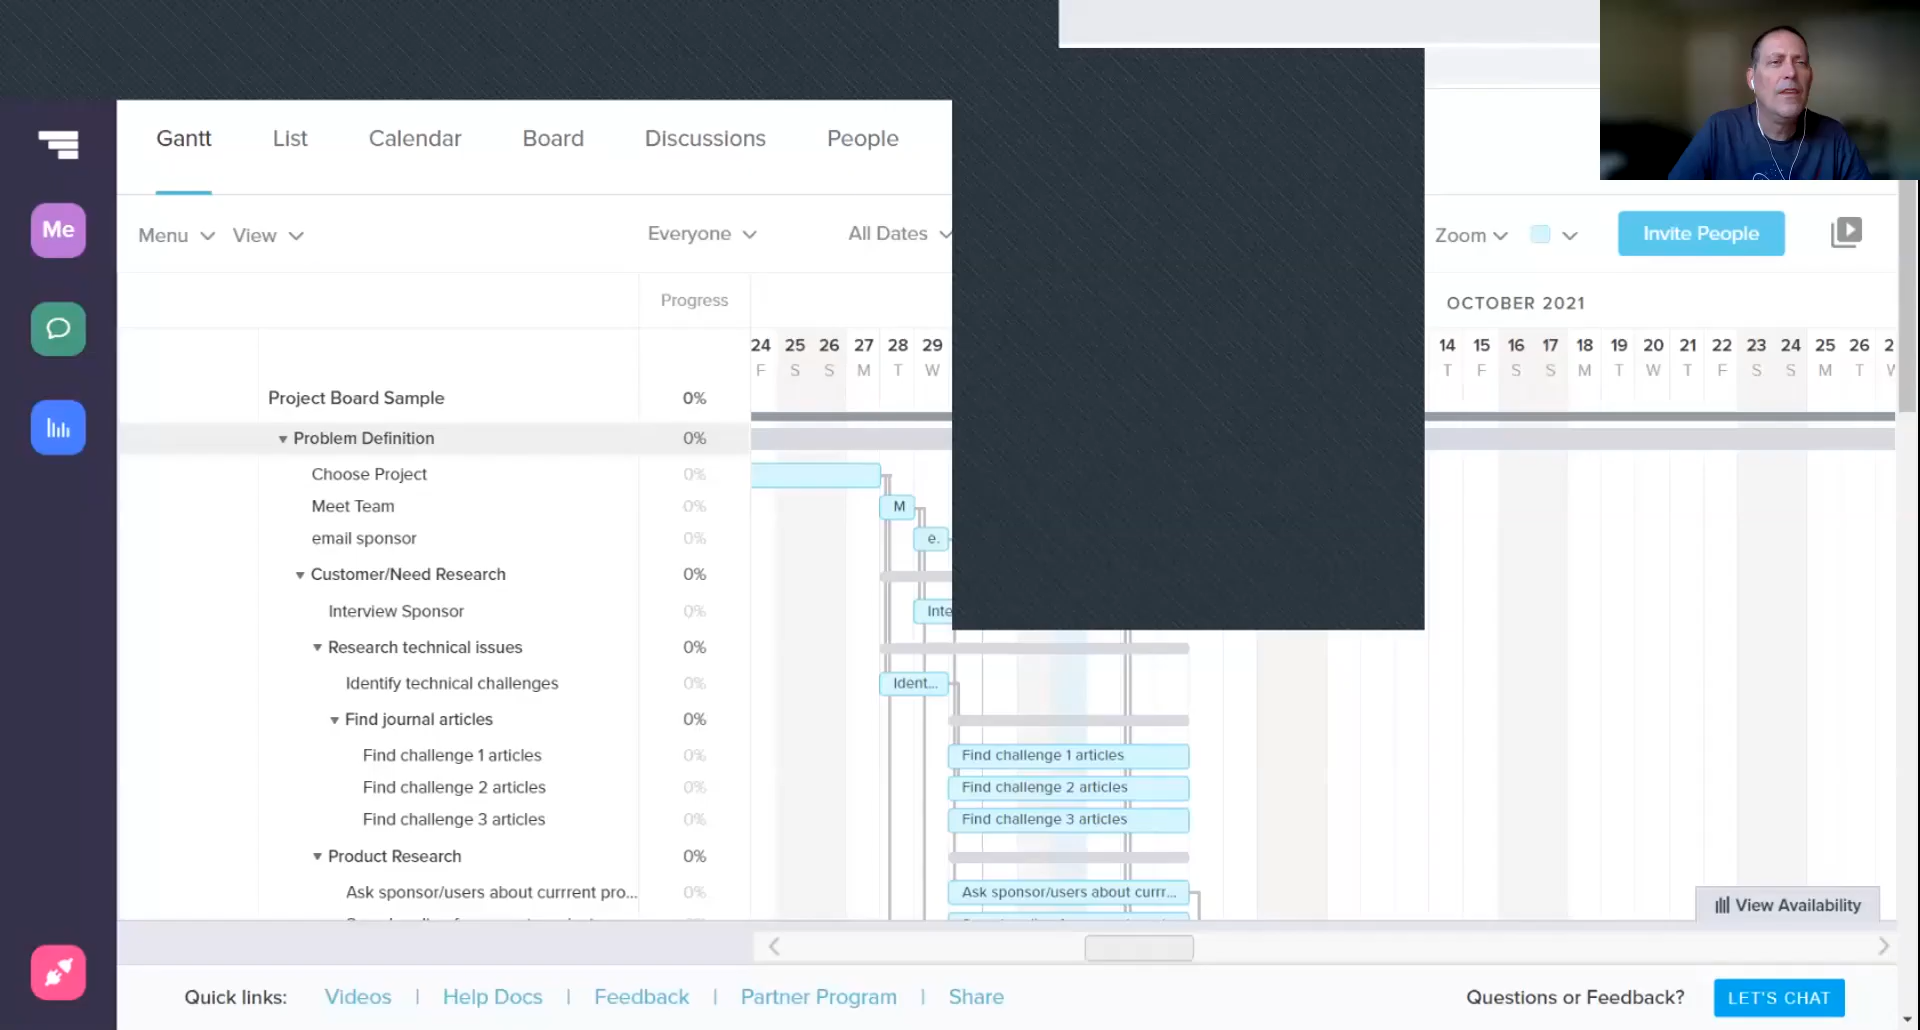 Gantt List Calendar Board Discussions People
Me
Menu View Everyone All Dates Zoom Invite People
Progress OCTOBER 2021
24 25 26 27 28 29 14 15 16 17 18 19 20 21 22 23 24 25 26 2
F S S M T W T F S S M T W T F S S M T
Project Board Sample 0%
Problem Definition 0%
Choose Project 0%
Meet Team 0% M
email sponsor 0% e.
Customer/Need Research 0%
Interview Sponsor 0% Inte
Research technical issues 0%
Identify technical challenges 0% Ident...
Find journal articles 0%
Find challenge 1 articles 0% Find challenge 1 articles
Find challenge 2 articles 0% Find challenge 2 articles
Find challenge 3 articles 0% Find challenge 3 articles
Product Research 0%
Ask sponsor/users about currrent pro... 0% Ask sponsor/users about currr...
View Availability
Quick links: Videos | Help Docs | Feedback | Partner Program | Share Questions or Feedback? LET'S CHAT